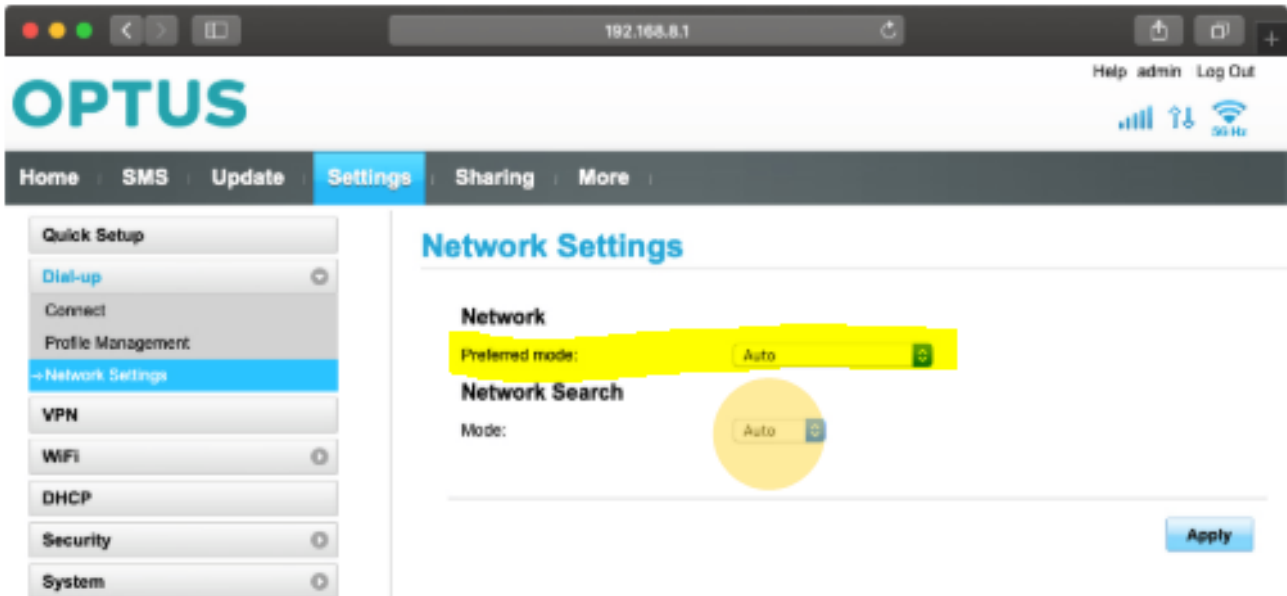 192.168.8.1
Help admin Log Out
OPTUS
5G Hz
Home SMS Update Settings Sharing More
Quick Setup
Dial-up
Connect
Profile Management
→Network Settings
VPN
WiFi
DHCP
Security
System
Network Settings
Network
Preferred mode: Auto
Network Search
Mode: Auto
Apply